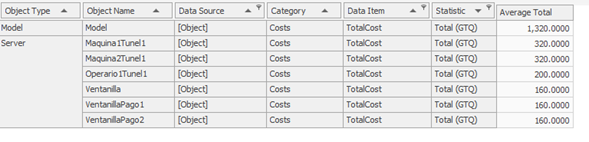 Object Type Object Name Data Source Category Data Item Statistic Average Total
Model Model [Object] Costs TotalCost Total (GTQ) 1,320.0000
Server Maquina1Tunel1 [Object] Costs TotalCost Total (GTQ) 320.0000
Maquina2Tunel1 [Object] Costs TotalCost Total (GTQ) 320.0000
Operario1Tunel1 [Object] Costs TotalCost Total (GTQ) 200.0000
Ventanilla [Object] Costs TotalCost Total (GTQ) 160.0000
VentanillaPago1 [Object] Costs TotalCost Total (GTQ) 160.0000
VentanillaPago2 [Object] Costs TotalCost Total (GTQ) 160.0000